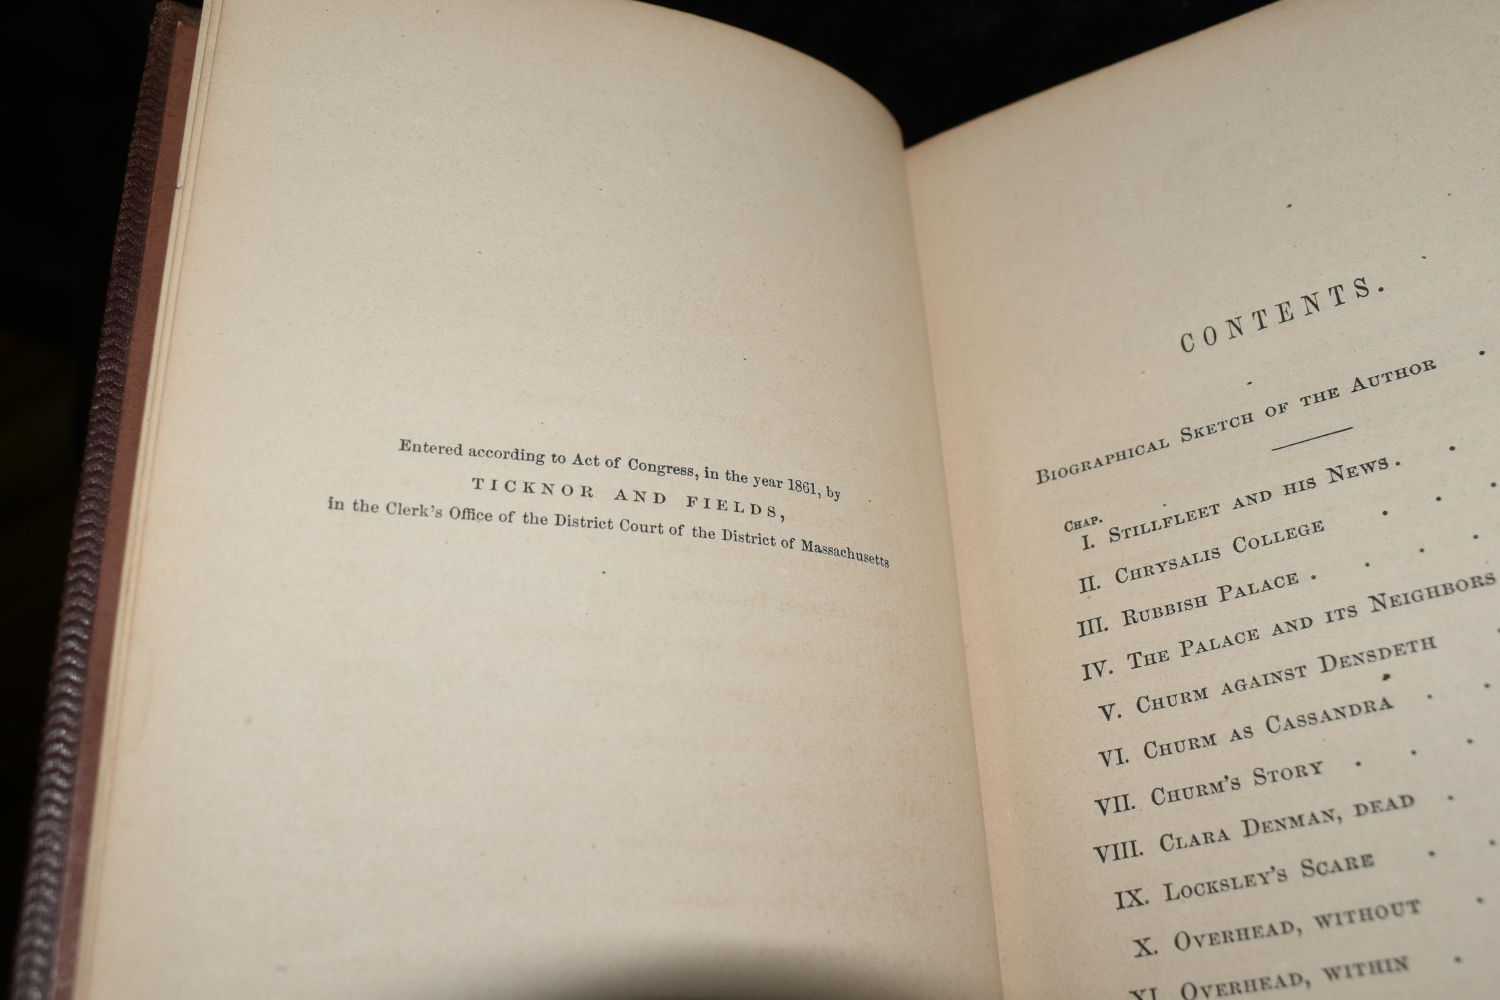 Entered according to Act of Congress, in the year 1861, by
TICKNOR AND FIELDS,
in the Clerk's Office of the District Court of the District of Massachusetts
CONTENTS.
BIOGRAPHICAL SKETCH OF THE AUTHOR .
CHAP.
I. STILLFLEET AND HIS NEWS . .
II. CHRYSALIS COLLEGE . . .
III. RUBBISH PALACE . . . .
IV. THE PALACE AND ITS NEIGHBORS
V. CHURM AGAINST DENSDETH .
VI. CHURM AS CASSANDRA . .
VII. CHURM'S STORY . . .
VIII. CLARA DENMAN, DEAD .
IX. LOCKSLEY'S SCARE . .
X. OVERHEAD, WITHOUT .
XI. OVERHEAD, WITHIN .